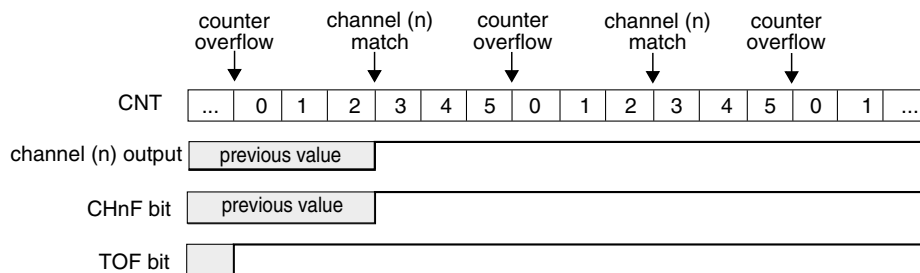 counter overflow
channel (n) match
counter overflow
channel (n) match
counter overflow
CNT ... 0 1 2 3 4 5 0 1 2 3 4 5 0 1 ...
channel (n) output previous value
CHnF bit previous value
TOF bit